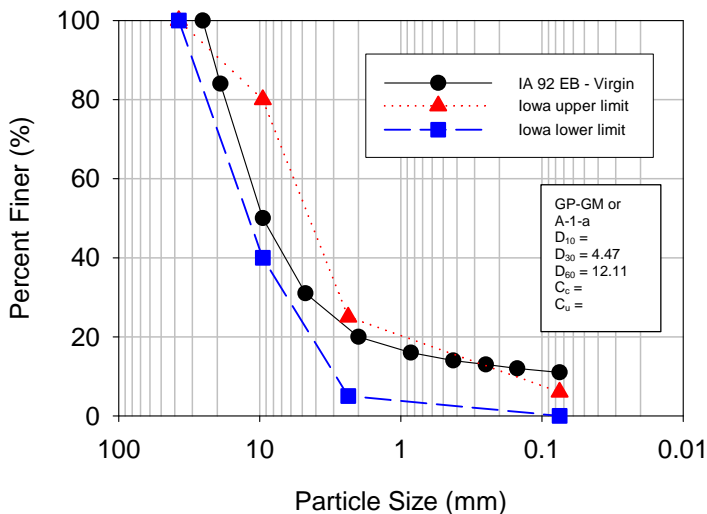 100
80
60
40
20
0
Percent Finer (%)
IA 92 EB - Virgin
Iowa upper limit
Iowa lower limit
GP-GM or
A-1-a
D₁₀ =
D₃₀ = 4.47
D₆₀ = 12.11
C꜀ =
Cᵤ =
100 10 1 0.1 0.01
Particle Size (mm)